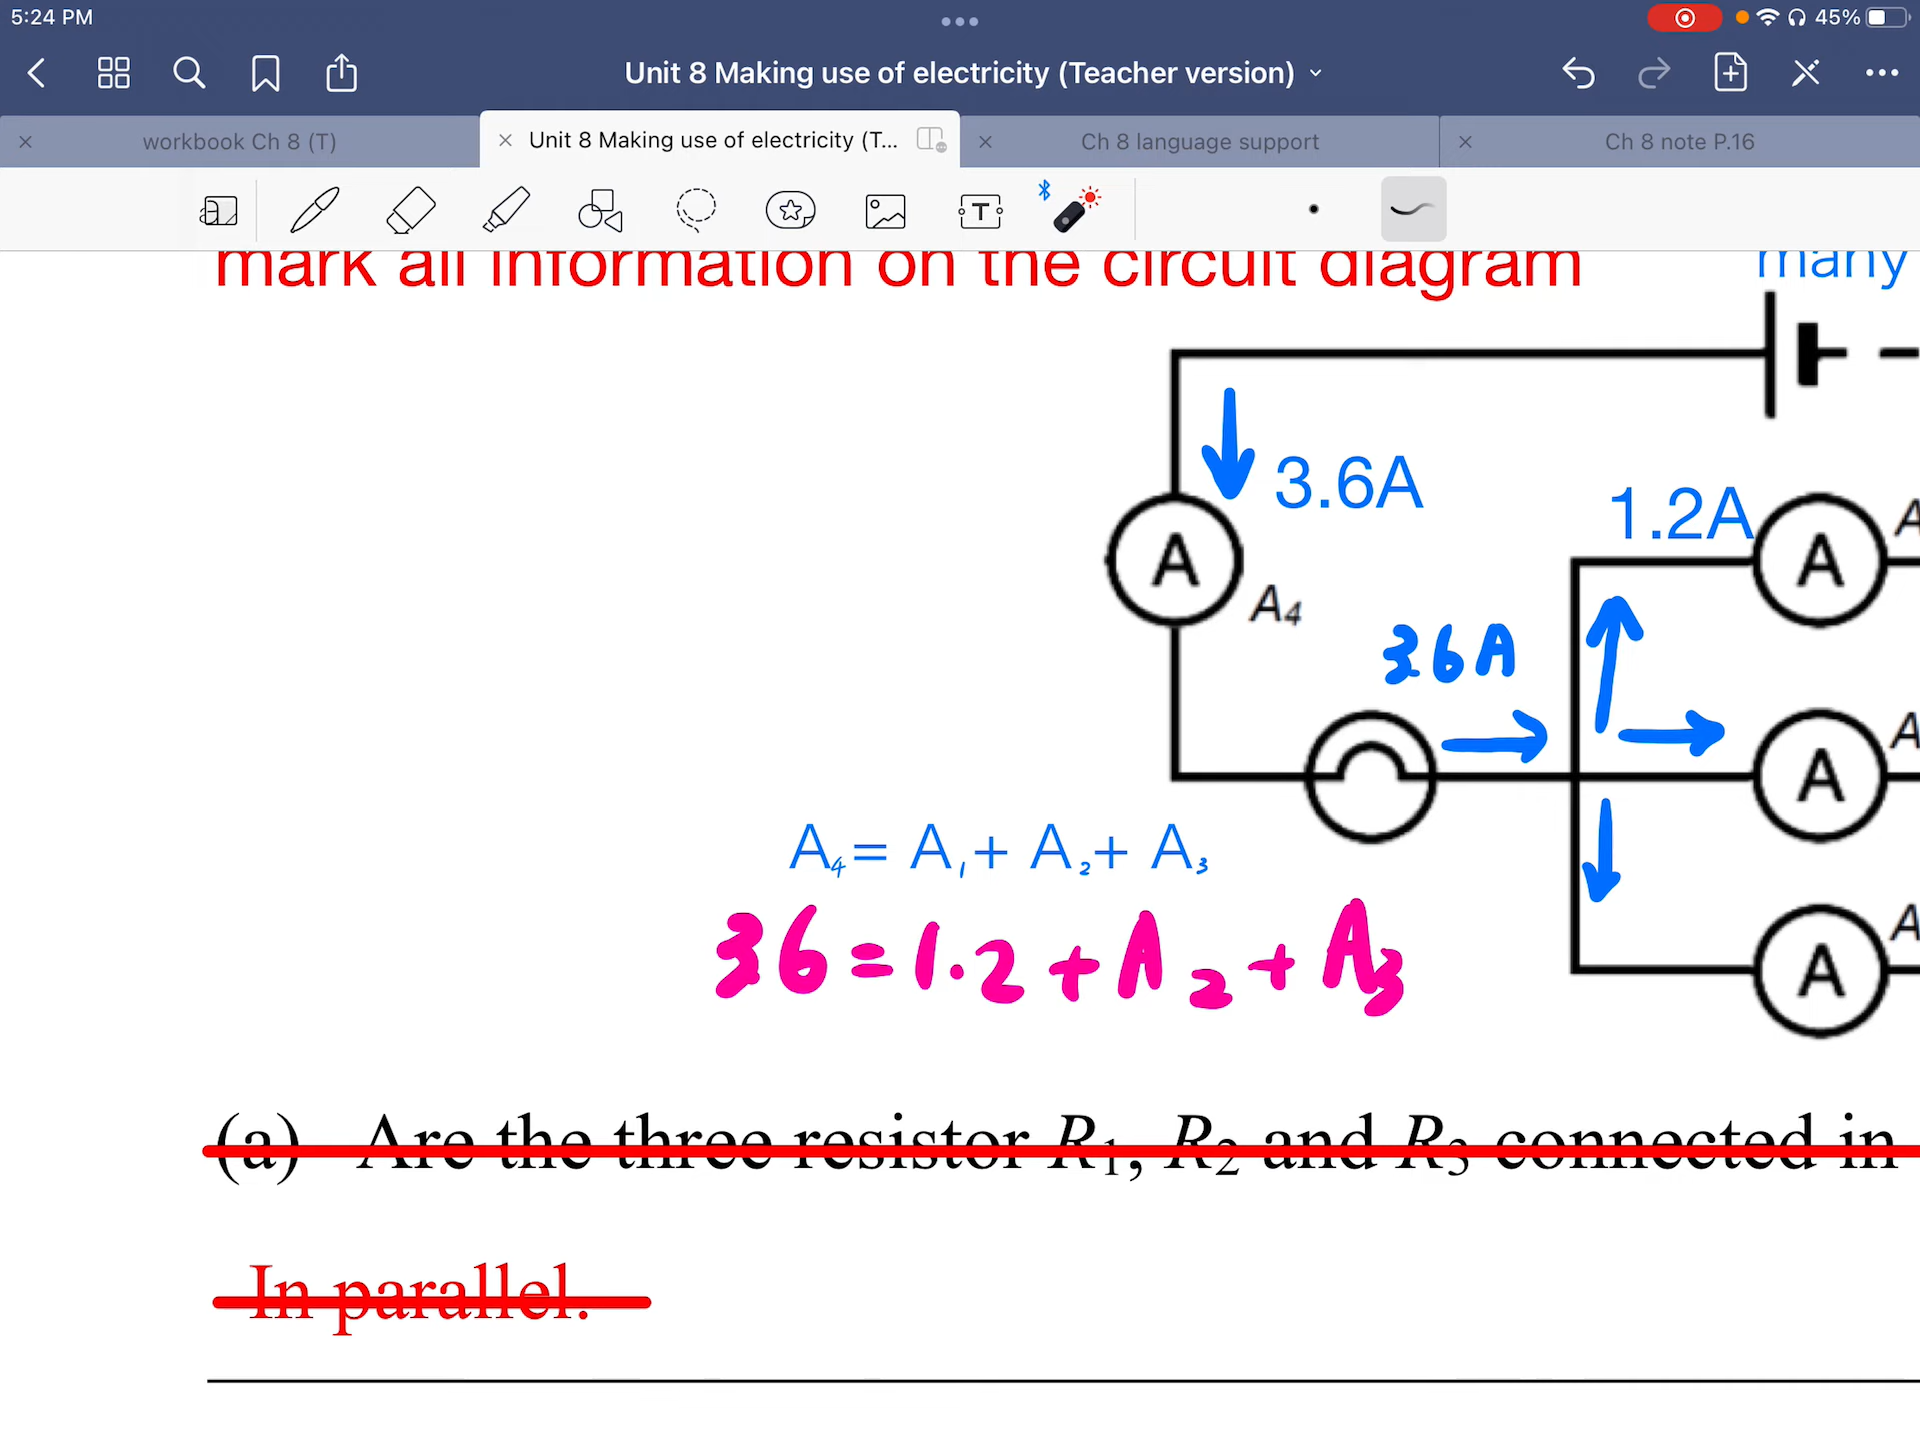 5:24 PM
45%
Unit 8 Making use of electricity (Teacher version)
workbook Ch 8 (T)
Unit 8 Making use of electricity (T...
Ch 8 language support
Ch 8 note P.16
mark all information on the circuit diagram
many
3.6A
1.2A
A
A
A
A4
36A
A
A
A
A
A₄= A₁+ A₂+ A₃
36=1.2+A₂+A₃
A
A
(a) Are the three resistor R₁, R₂ and R₃ connected in
In parallel.